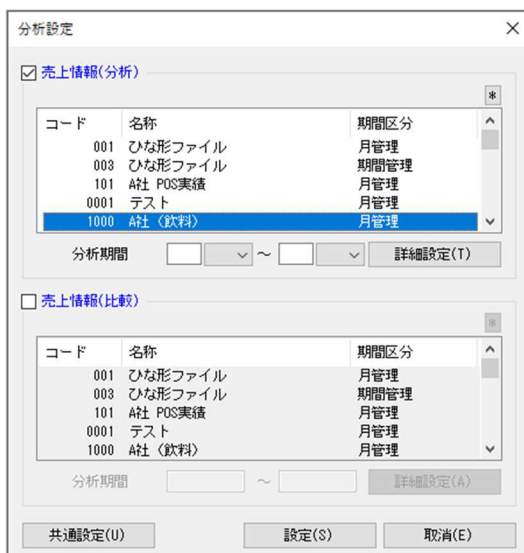 分析設定
売上情報(分析)
*
コード 名称 期間区分
001 ひな形ファイル 月管理
003 ひな形ファイル 期間管理
101 A社 POS実績 月管理
0001 テスト 月管理
1000 A社（飲料） 月管理
分析期間 ～ 詳細設定(T)
売上情報(比較)
*
コード 名称 期間区分
001 ひな形ファイル 月管理
003 ひな形ファイル 期間管理
101 A社 POS実績 月管理
0001 テスト 月管理
1000 A社（飲料） 月管理
分析期間 ～ 詳細設定(A)
共通設定(U) 設定(S) 取消(E)